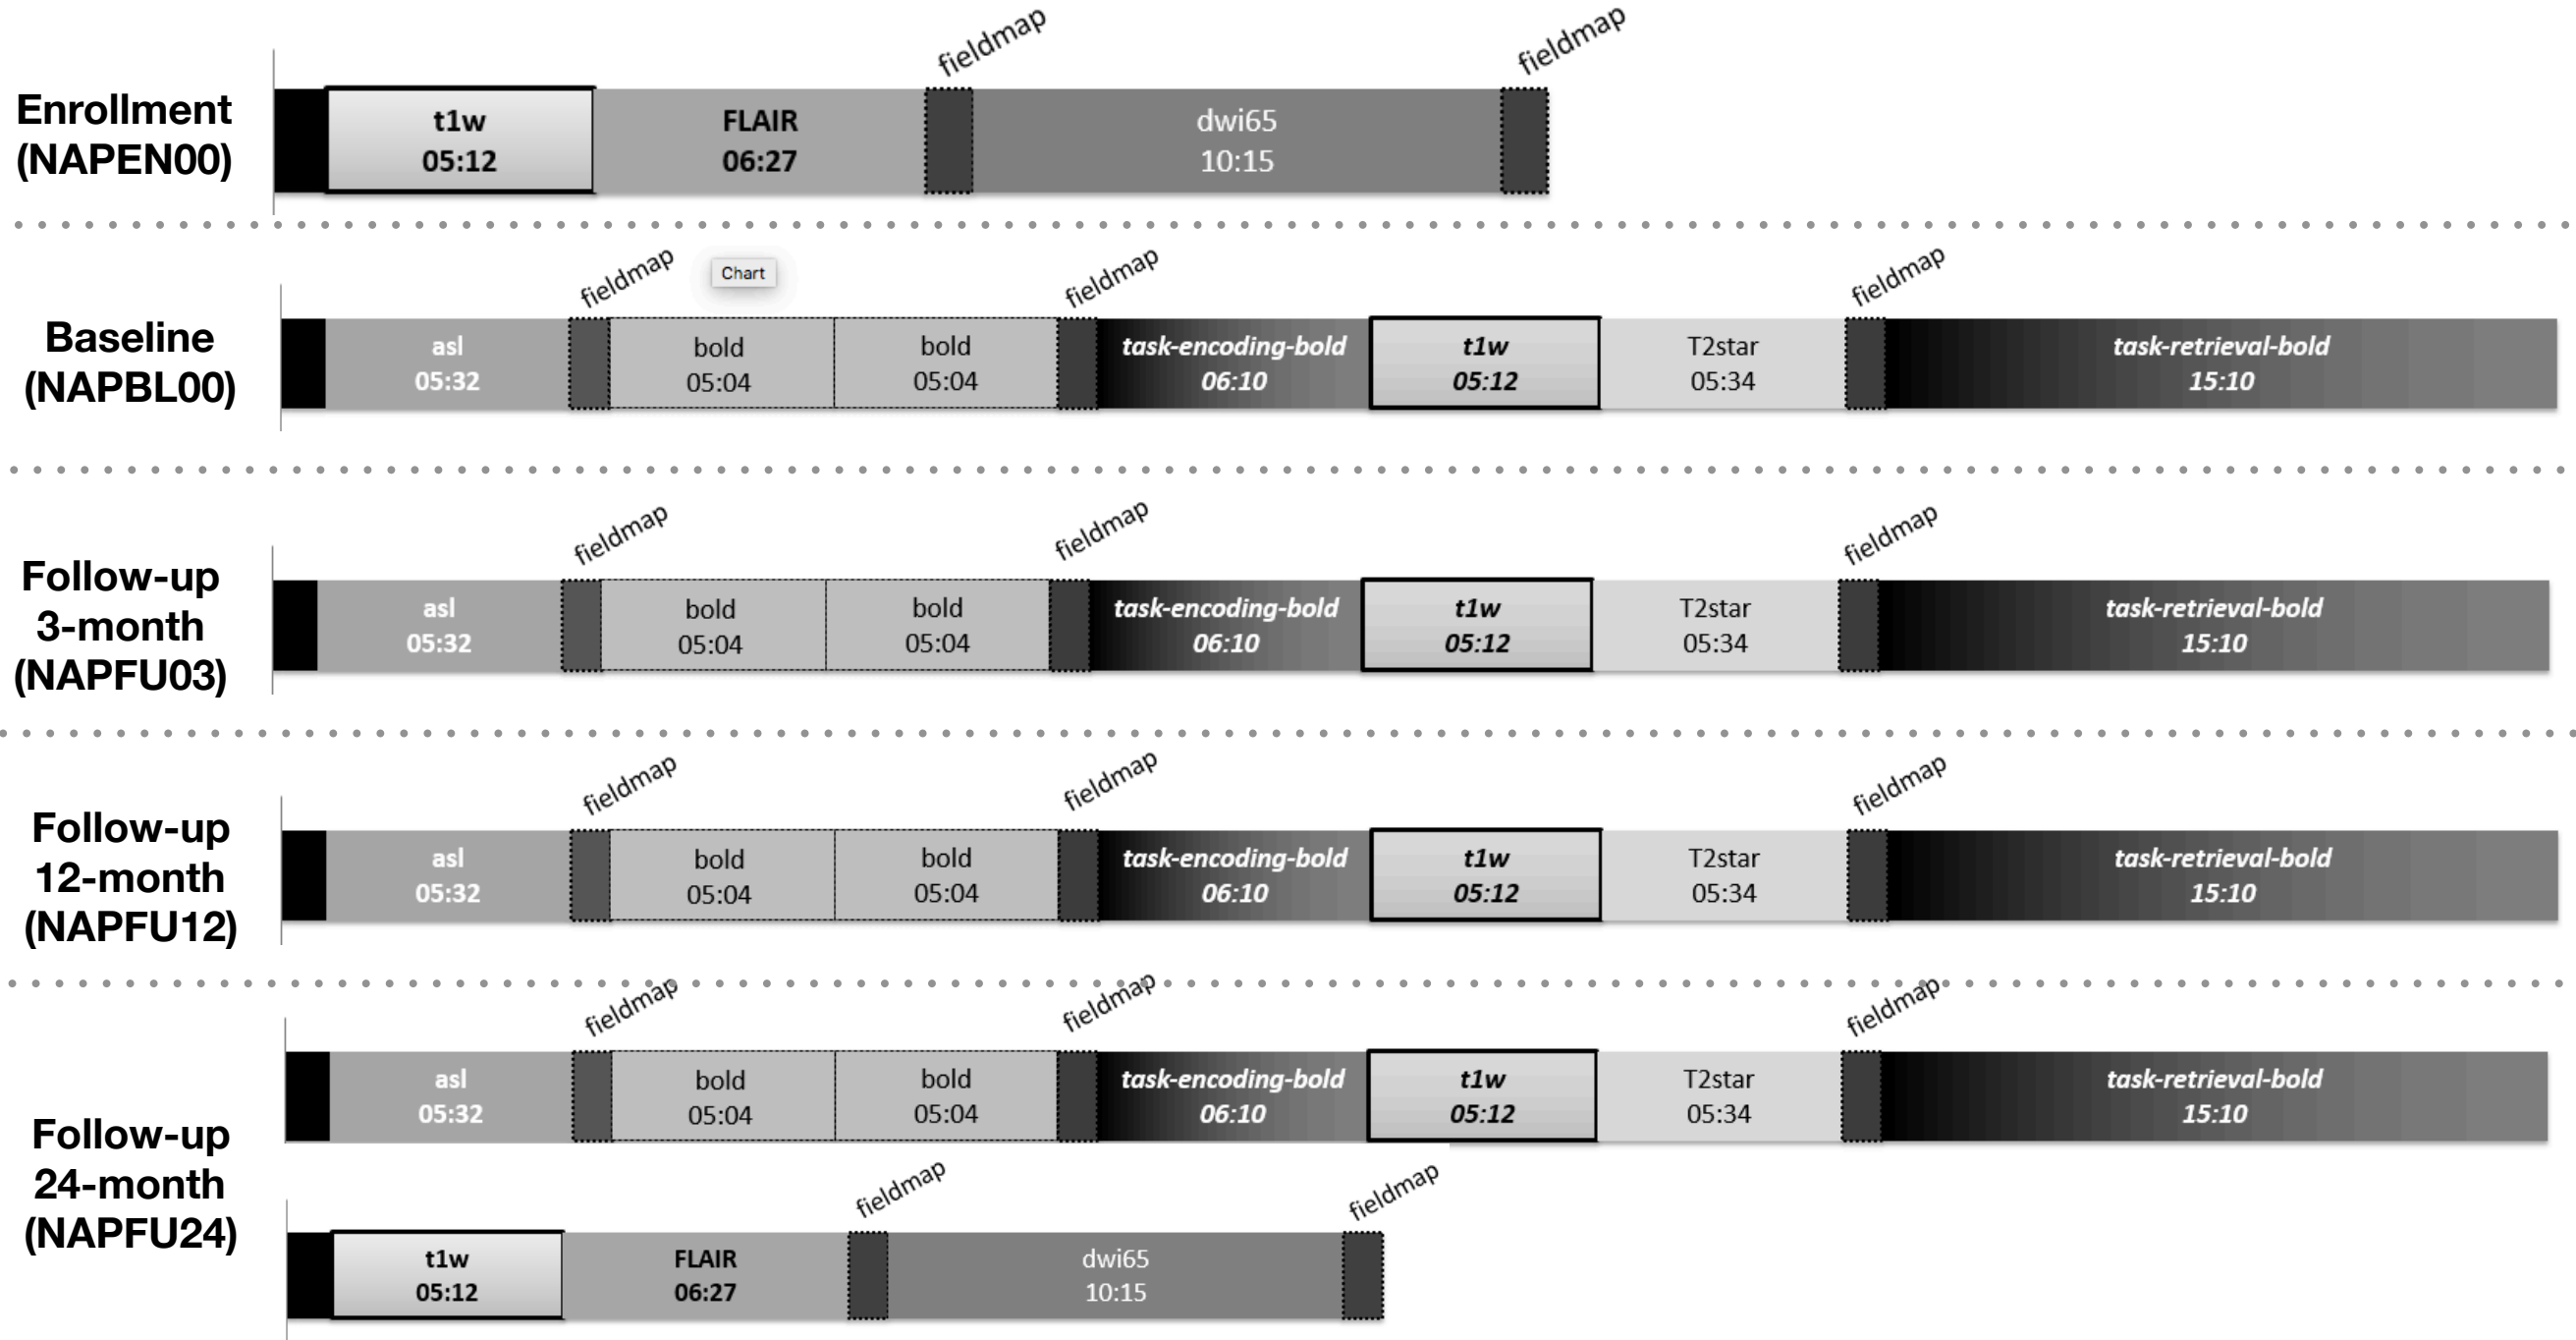 fieldmap
fieldmap
Enrollment
(NAPEN00)
t1w
05:12
FLAIR
06:27
dwi65
10:15
fieldmap
Chart
fieldmap
fieldmap
Baseline
(NAPBL00)
asl
05:32
bold
05:04
bold
05:04
task-encoding-bold
06:10
t1w
05:12
T2star
05:34
task-retrieval-bold
15:10
fieldmap
fieldmap
fieldmap
Follow-up
3-month
(NAPFU03)
asl
05:32
bold
05:04
bold
05:04
task-encoding-bold
06:10
t1w
05:12
T2star
05:34
task-retrieval-bold
15:10
fieldmap
fieldmap
fieldmap
Follow-up
12-month
(NAPFU12)
asl
05:32
bold
05:04
bold
05:04
task-encoding-bold
06:10
t1w
05:12
T2star
05:34
task-retrieval-bold
15:10
fieldmap
fieldmap
fieldmap
Follow-up
24-month
(NAPFU24)
asl
05:32
bold
05:04
bold
05:04
task-encoding-bold
06:10
t1w
05:12
T2star
05:34
task-retrieval-bold
15:10
fieldmap
fieldmap
t1w
05:12
FLAIR
06:27
dwi65
10:15